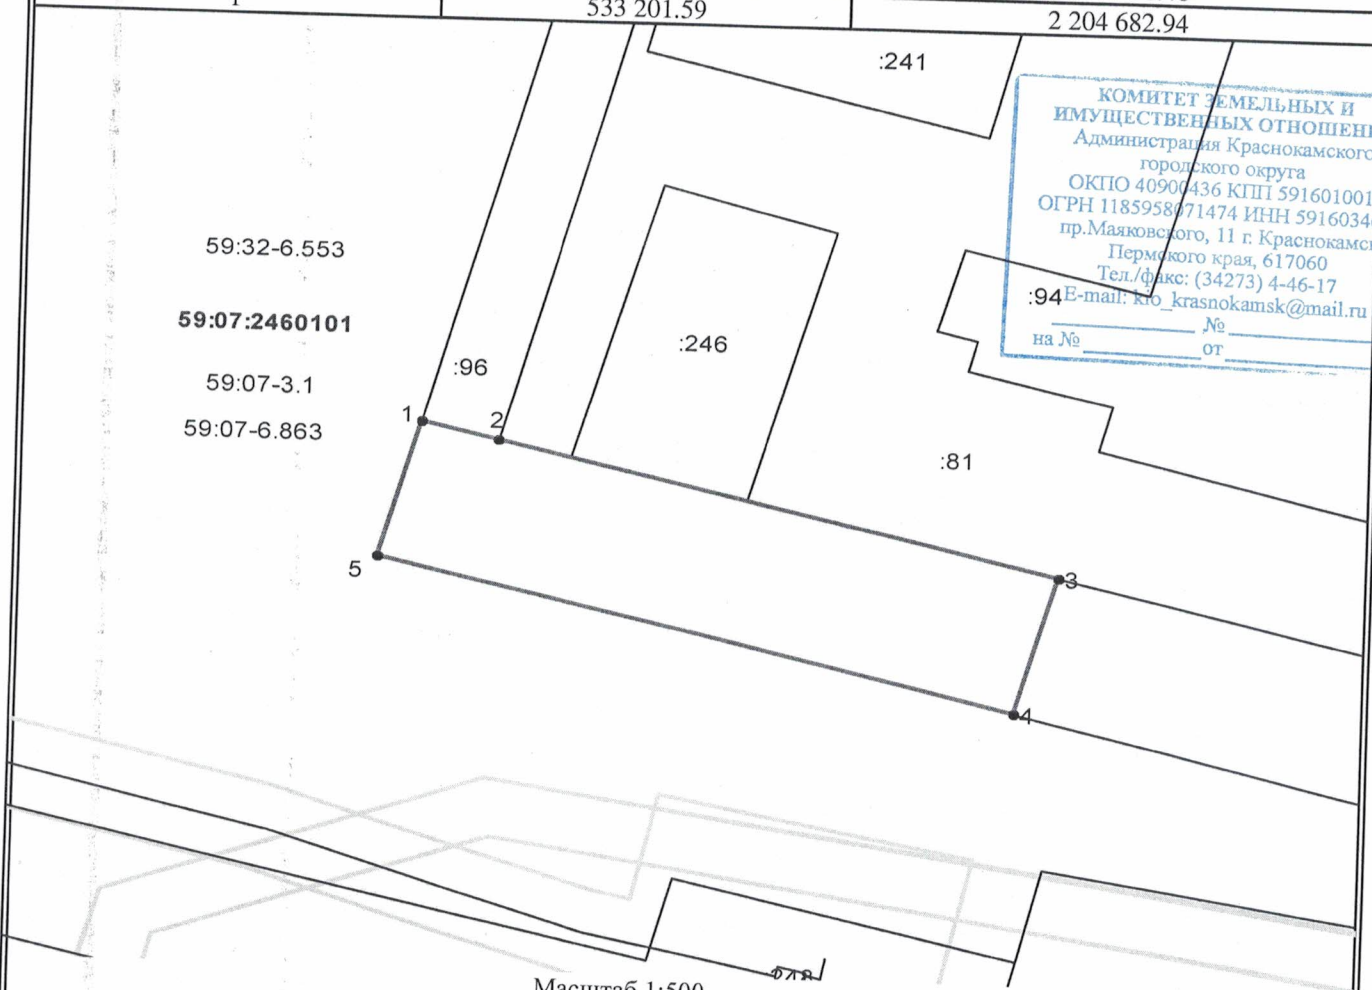 533 201.59
2 204 682.94
:241
КОМИТЕТ ЗЕМЕЛЬНЫХ И
ИМУЩЕСТВЕННЫХ ОТНОШЕНИ
Администрация Краснокамского
городского округа
ОКПО 40900436 КПП 591601001
ОГРН 1185958071474 ИНН 5916034
пр.Маяковского, 11 г. Краснокамс
Пермского края, 617060
Тел./факс: (34273) 4-46-17
E-mail: kio_krasnokamsk@mail.ru
№
на № от
:94
59:32-6.553
59:07:2460101
59:07-3.1
59:07-6.863
:246
:96
1
2
:81
5
3
4
Масштаб 1:500